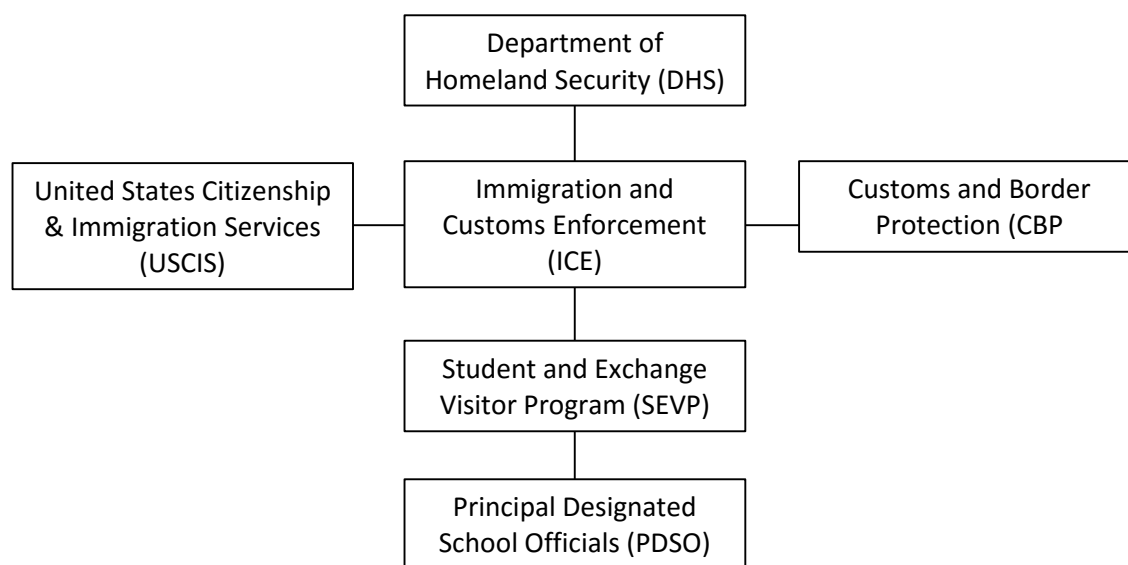 Department of
Homeland Security (DHS)
United States Citizenship
& Immigration Services
(USCIS)
Immigration and
Customs Enforcement
(ICE)
Customs and Border
Protection (CBP
Student and Exchange
Visitor Program (SEVP)
Principal Designated
School Officials (PDSO)